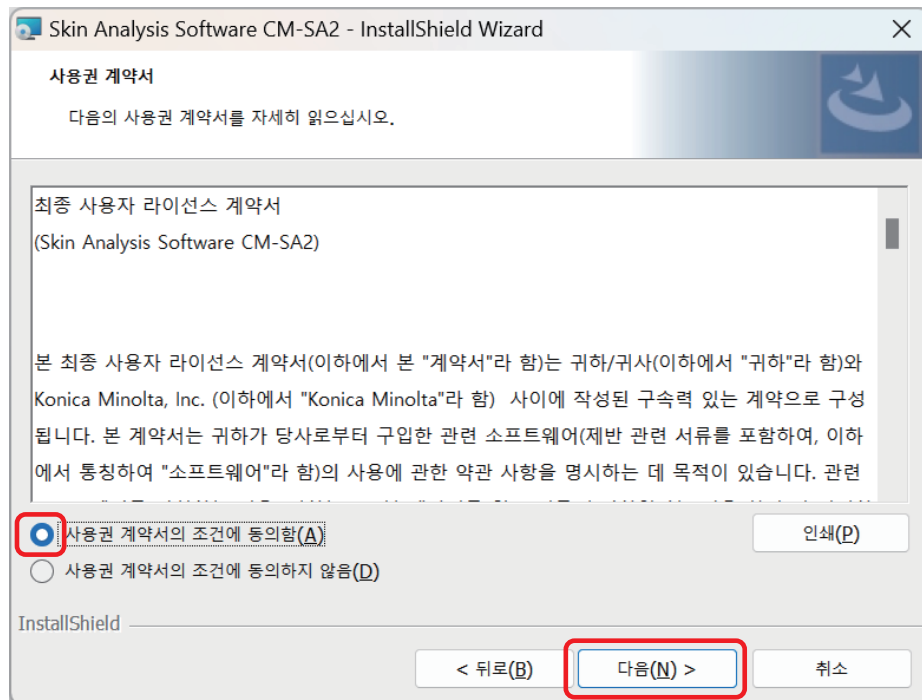 Skin Analysis Software CM-SA2 - InstallShield Wizard
사용권 계약서
다음의 사용권 계약서를 자세히 읽으십시오.
최종 사용자 라이선스 계약서
(Skin Analysis Software CM-SA2)
본 최종 사용자 라이선스 계약서(이하에서 본 "계약서"라 함)는 귀하/귀사(이하에서 "귀하"라 함)와
Konica Minolta, Inc. (이하에서 "Konica Minolta"라 함) 사이에 작성된 구속력 있는 계약으로 구성
됩니다. 본 계약서는 귀하가 당사로부터 구입한 관련 소프트웨어(제반 관련 서류를 포함하여, 이하
에서 통칭하여 "소프트웨어"라 함)의 사용에 관한 약관 사항을 명시하는 데 목적이 있습니다. 관련
사용권 계약서의 조건에 동의함(A)
인쇄(P)
사용권 계약서의 조건에 동의하지 않음(D)
InstallShield
< 뒤로(B)
다음(N) >
취소